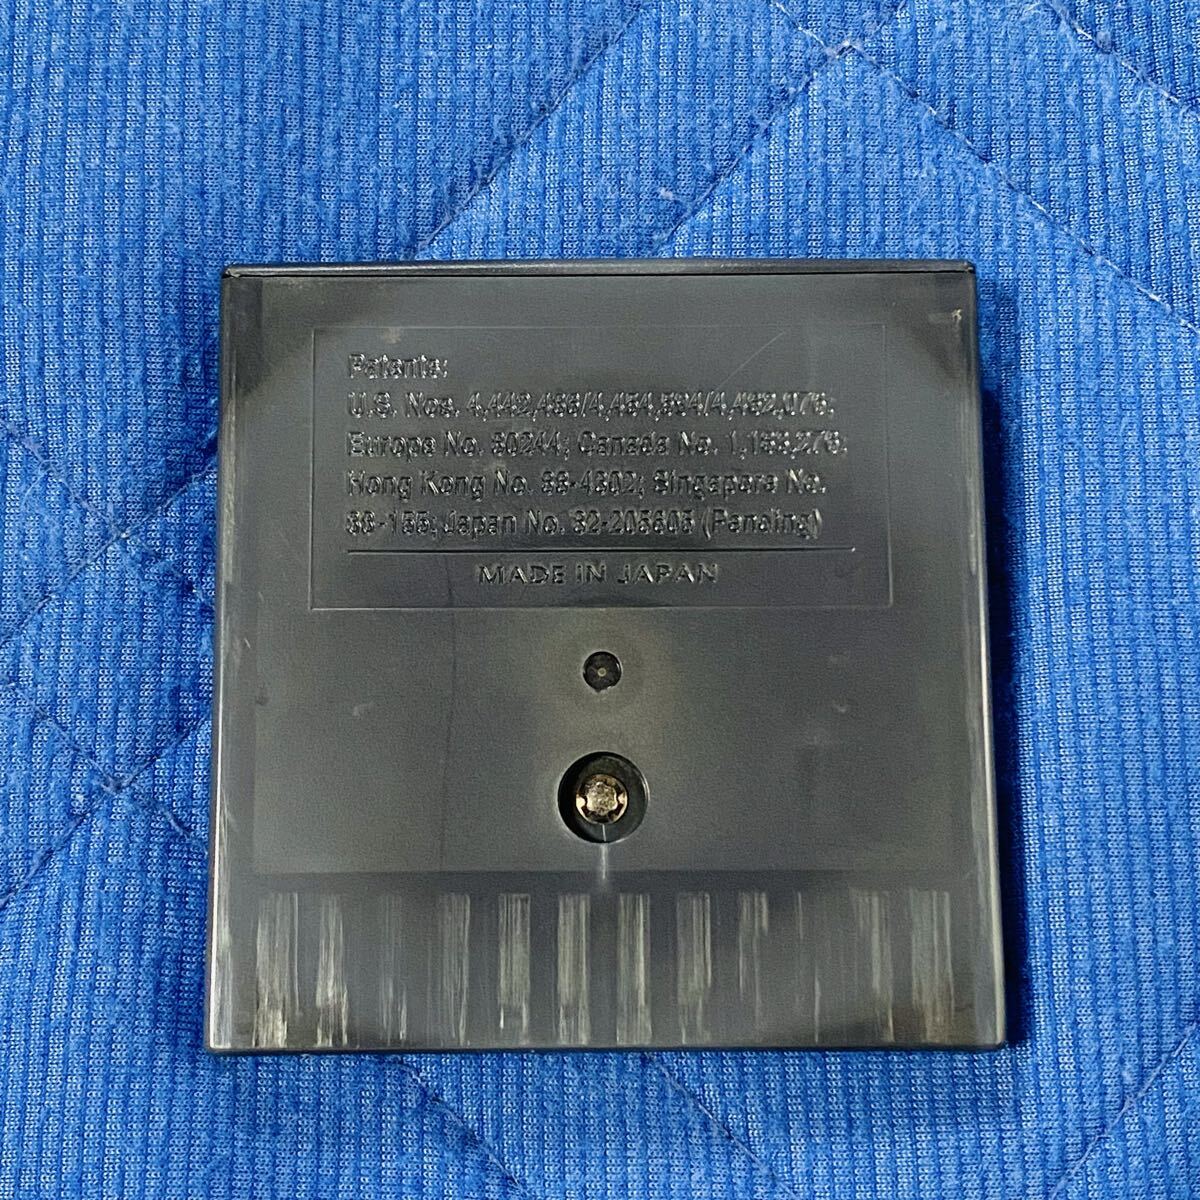 Patents:
U.S. Nos. 4,442,486/4,454,594/4,462,076;
Europe No. 80244; Canada No. 1,183,276;
Hong Kong No. 88-4302; Singapore No.
88-155; Japan No. 82-205605 (Pending)
MADE IN JAPAN